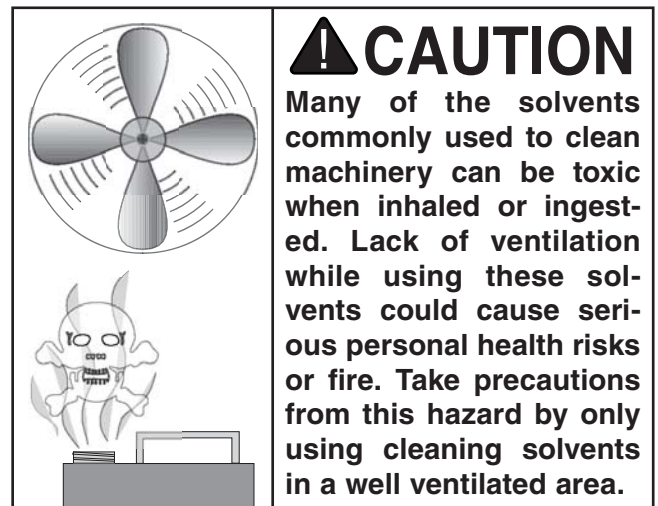 CAUTION
Many of the solvents
commonly used to clean
machinery can be toxic
when inhaled or ingest-
ed. Lack of ventilation
while using these sol-
vents could cause seri-
ous personal health risks
or fire. Take precautions
from this hazard by only
using cleaning solvents
in a well ventilated area.